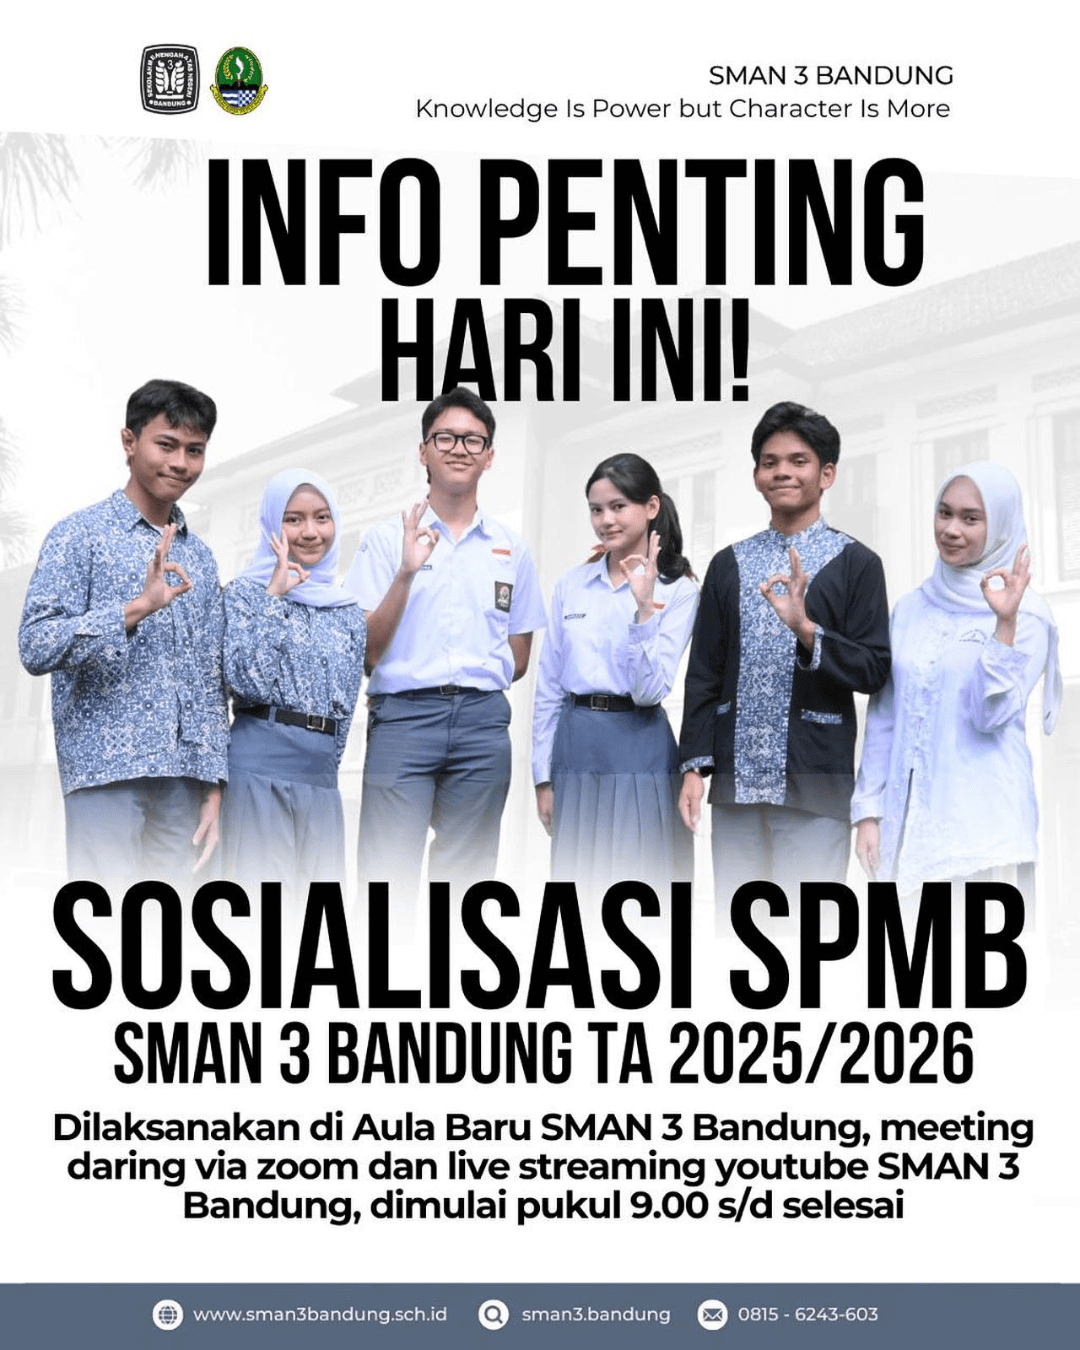 SMAN 3 BANDUNG
Knowledge Is Power but Character Is More
INFO PENTING
HARI INI!
SOSIALISASI SPMB
SMAN 3 BANDUNG TA 2025/2026
Dilaksanakan di Aula Baru SMAN 3 Bandung, meeting
daring via zoom dan live streaming youtube SMAN 3
Bandung, dimulai pukul 9.00 s/d selesai
www.sman3bandung.sch.id
sman3.bandung
0815 - 6243-603